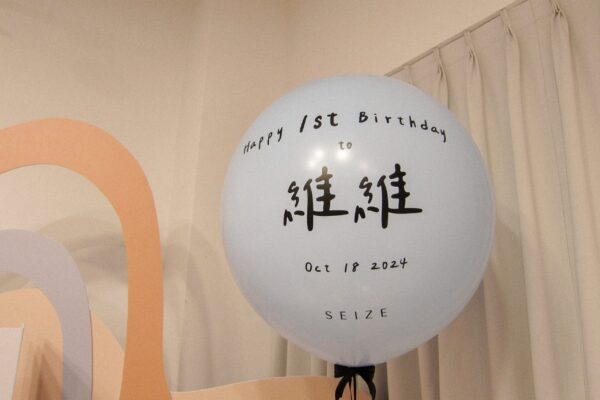 Happy 1st Birthday
to
維維
Oct 18 2024
SEIZE